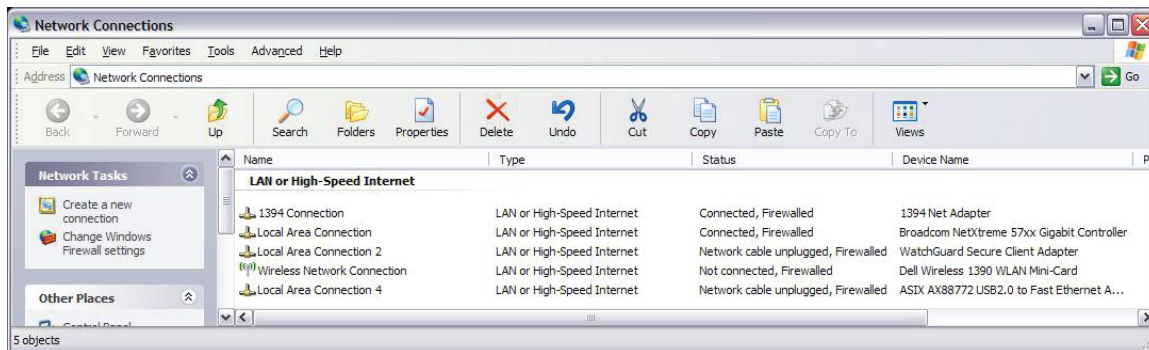 Network Connections
File Edit View Favorites Tools Advanced Help
Address Network Connections Go
Back Forward Up Search Folders Properties Delete Undo Cut Copy Paste Copy To Views
Name Type Status Device Name P
Network Tasks
Create a new connection
Change Windows Firewall settings
Other Places
Control Panel
LAN or High-Speed Internet
1394 Connection LAN or High-Speed Internet Connected, Firewalled 1394 Net Adapter
Local Area Connection LAN or High-Speed Internet Connected, Firewalled Broadcom NetXtreme 57xx Gigabit Controller
Local Area Connection 2 LAN or High-Speed Internet Network cable unplugged, Firewalled WatchGuard Secure Client Adapter
Wireless Network Connection LAN or High-Speed Internet Not connected, Firewalled Dell Wireless 1390 WLAN Mini-Card
Local Area Connection 4 LAN or High-Speed Internet Network cable unplugged, Firewalled ASIX AX88772 USB2.0 to Fast Ethernet A...
5 objects